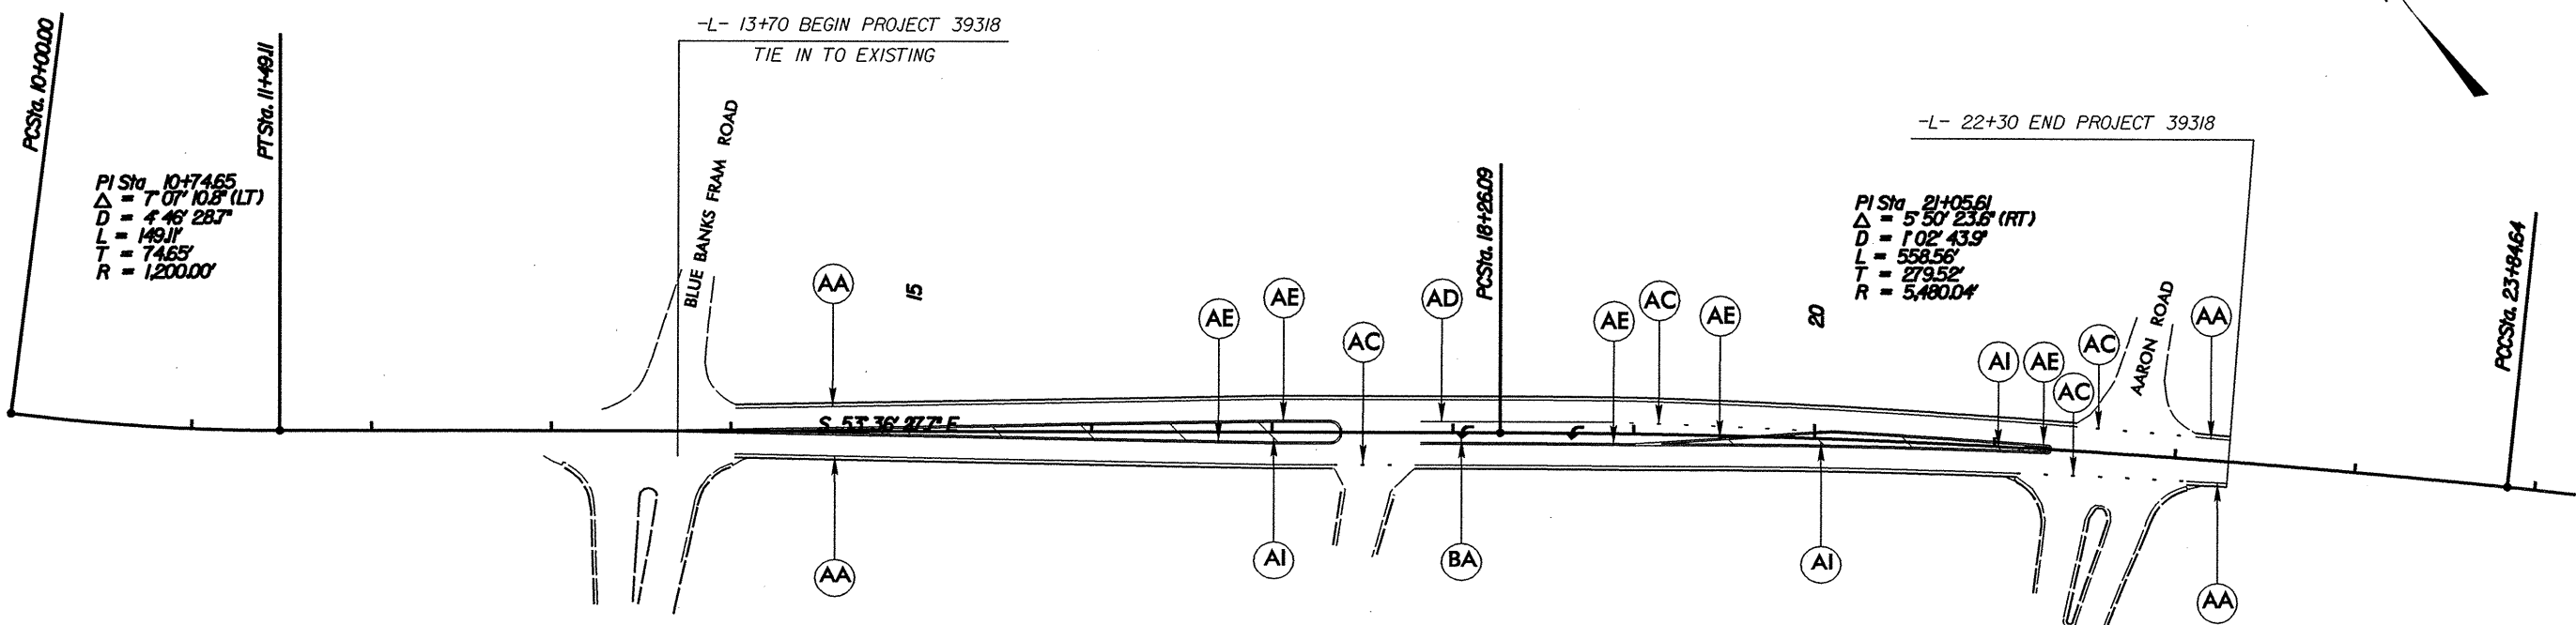 -L- 13+70 BEGIN PROJECT 39318
TIE IN TO EXISTING
PCSta. 10+00.00
PTSta. 11+49.11
PI Sta 10+74.65
Δ = 7° 07' 10.8" (LT)
D = 4° 46' 28.7"
L = 149.11'
T = 74.65'
R = 1,200.00'
BLUE BANKS FRAM ROAD
-L- 22+30 END PROJECT 39318
PCSta. 18+26.09
PI Sta 21+05.61
Δ = 5° 50' 23.6" (RT)
D = 1° 02' 43.9"
L = 558.56'
T = 279.52'
R = 5,480.04'
PCCSta. 23+84.64
AARON ROAD
15
20
AA
AE
AE
AC
AD
AE
AC
AE
AI
AE
AC
AC
AA
S 53° 36' 27.7" E
AA
AI
BA
AI
AA